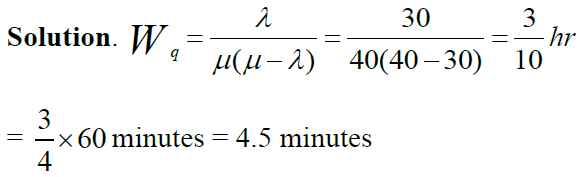 Solution. W_q = λ / μ(μ − λ) = 30 / 40(40 − 30) = 3 / 10 hr
= 3 / 4 × 60 minutes = 4.5 minutes